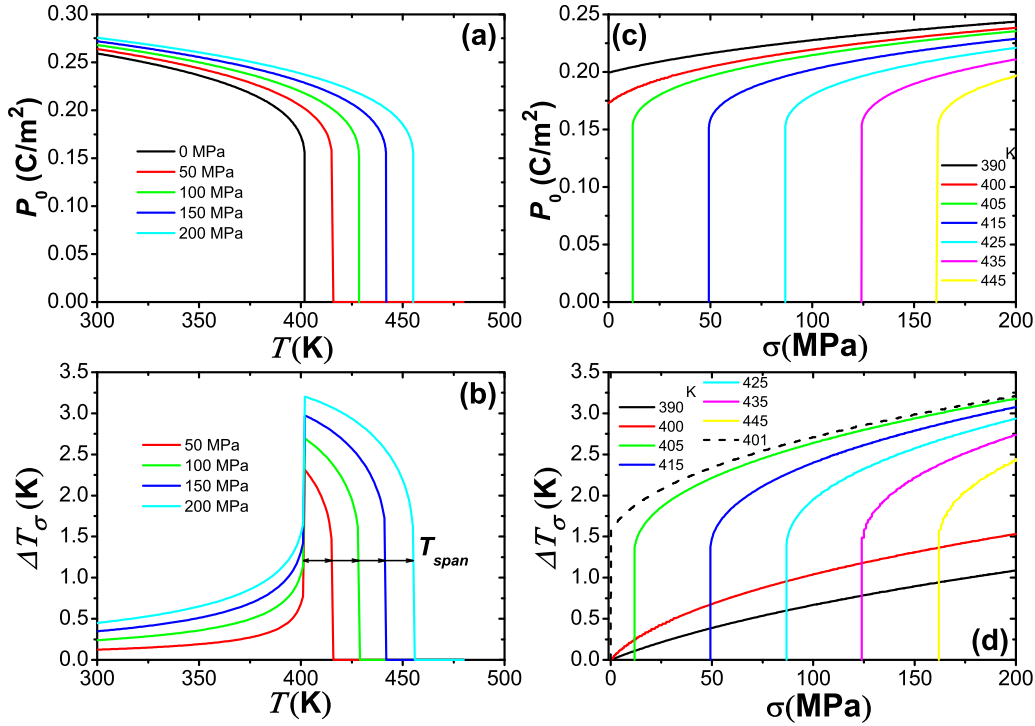 (a)
0.30
0.25
0.20
0.15
0.10
0.05
0.00
P0 (C/m2)
0 MPa
50 MPa
100 MPa
150 MPa
200 MPa
300 350 400 450 500
T(K)
(c)
0.25
0.20
0.15
0.10
0.05
0.00
P0 (C/m2)
K
390
400
405
415
425
435
445
0 50 100 150 200
σ(MPa)
(b)
3.5
3.0
2.5
2.0
1.5
1.0
0.5
0.0
ΔTσ (K)
50 MPa
100 MPa
150 MPa
200 MPa
Tspan
300 350 400 450 500
T(K)
3.5
3.0
2.5
2.0
1.5
1.0
0.5
0.0
ΔTσ (K)
K
390
400
405
415
425
435
445
401
(d)
0 50 100 150 200
σ(MPa)